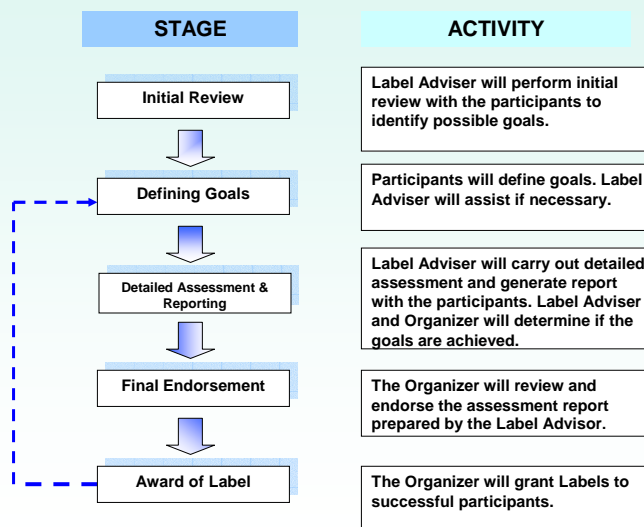 STAGE
ACTIVITY
Initial Review
Label Adviser will perform initial
review with the participants to
identify possible goals.
Defining Goals
Participants will define goals. Label
Adviser will assist if necessary.
Detailed Assessment &
Reporting
Label Adviser will carry out detailed
assessment and generate report
with the participants. Label Adviser
and Organizer will determine if the
goals are achieved.
Final Endorsement
The Organizer will review and
endorse the assessment report
prepared by the Label Advisor.
Award of Label
The Organizer will grant Labels to
successful participants.